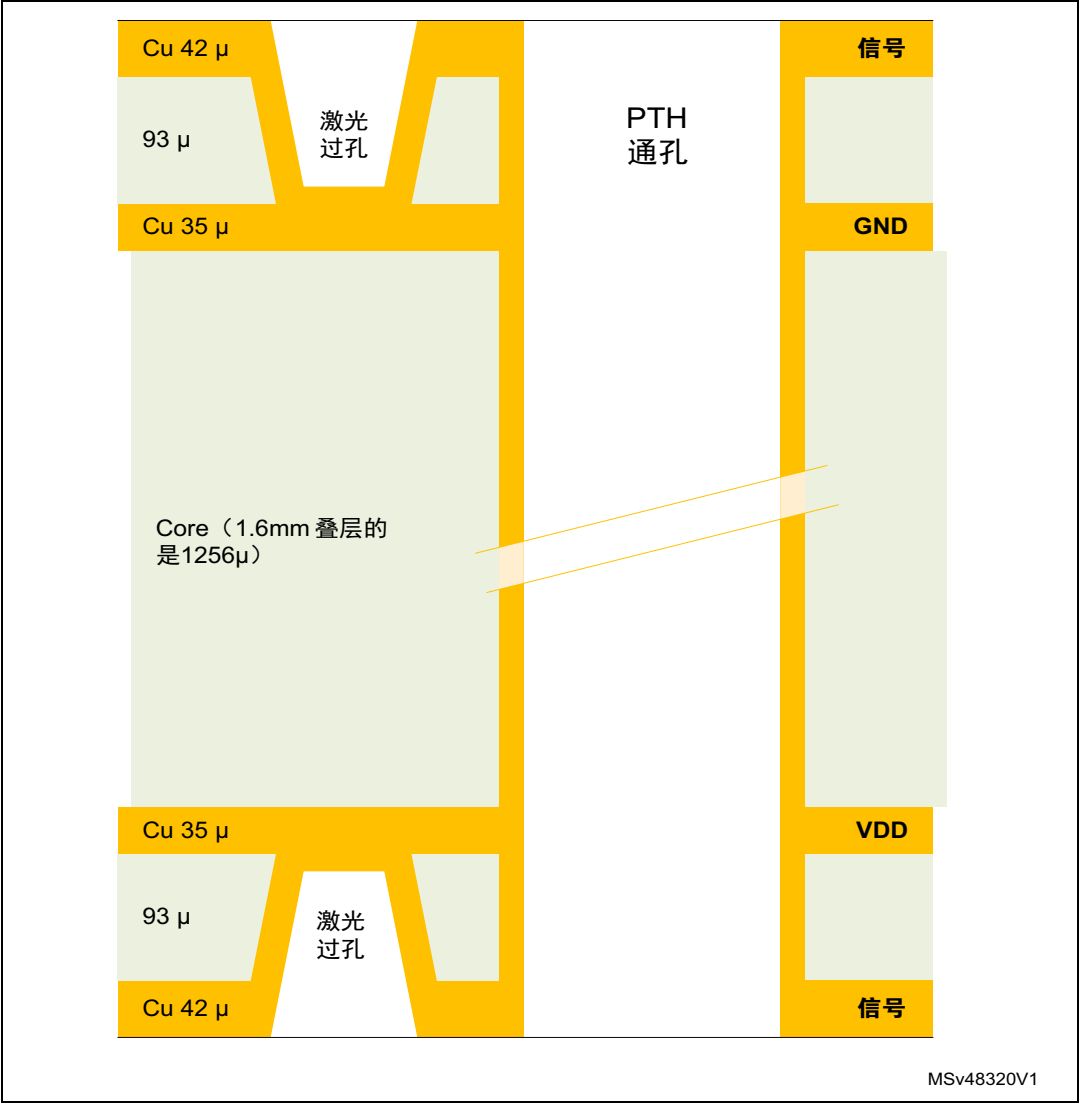 Cu 42 µ
信号
激光
过孔
PTH
通孔
93 µ
Cu 35 µ
GND
Core（1.6mm 叠层的
是1256µ）
Cu 35 µ
VDD
93 µ
激光
过孔
Cu 42 µ
信号
MSv48320V1